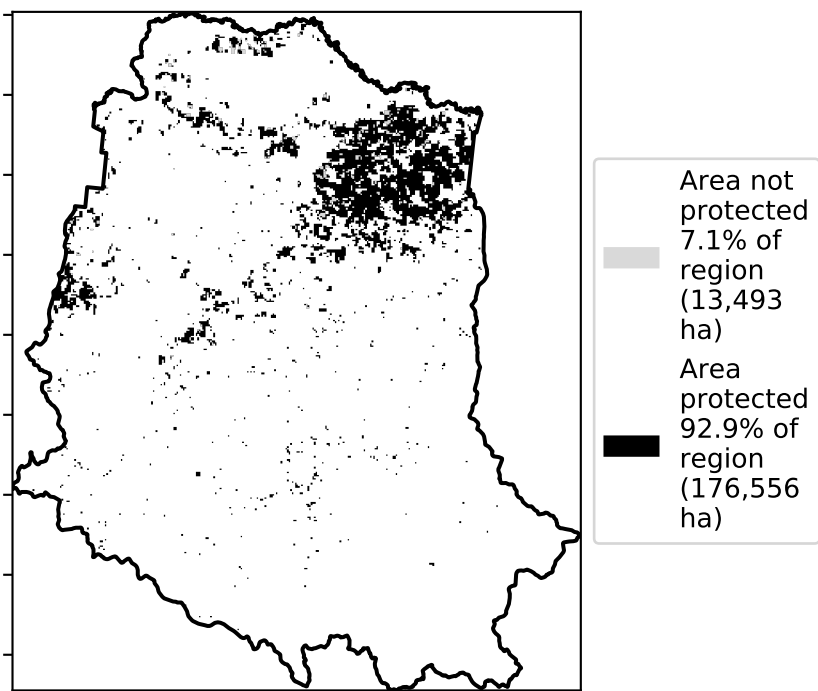 Area not
protected
7.1% of
region
(13,493
ha)
Area
protected
92.9% of
region
(176,556
ha)